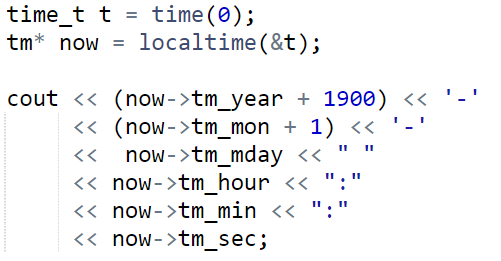 time_t t = time(0);
tm* now = localtime(&t);

cout << (now->tm_year + 1900) << '-'
     << (now->tm_mon + 1) << '-'
     <<  now->tm_mday << " "
     << now->tm_hour << ":"
     << now->tm_min << ":"
     << now->tm_sec;